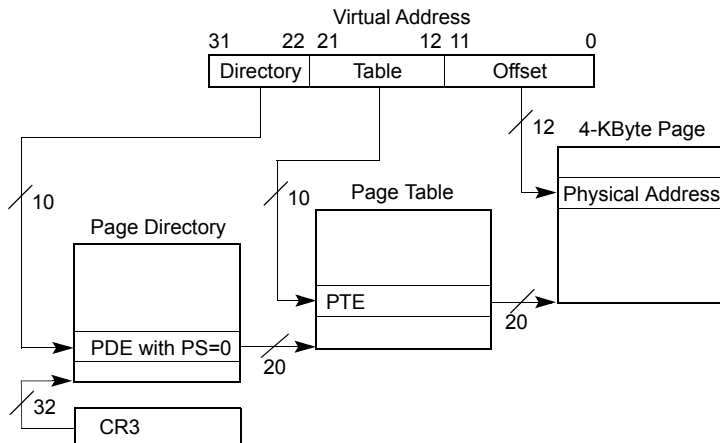 Virtual Address
31 22 21 12 11 0
Directory Table Offset
12
4-KByte Page
10
10
Page Table
Physical Address
Page Directory
PTE
20
PDE with PS=0
20
32
CR3